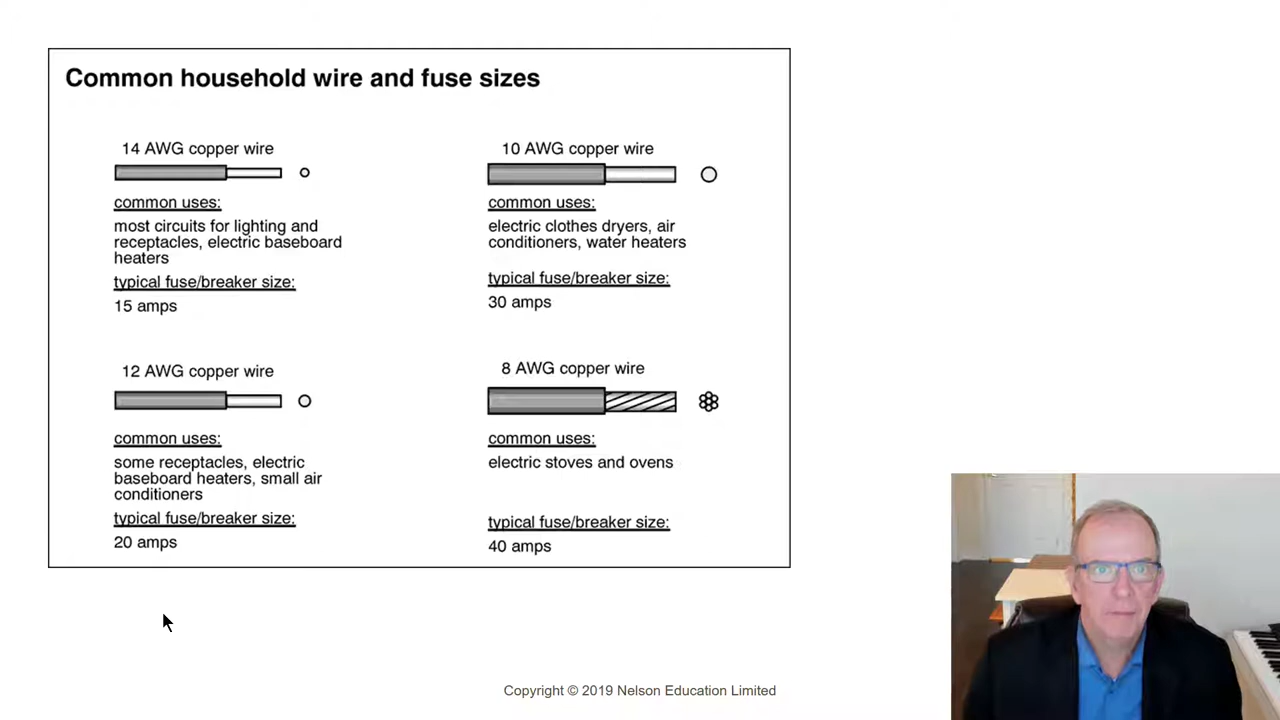 Common household wire and fuse sizes
14 AWG copper wire
common uses:
most circuits for lighting and
receptacles, electric baseboard
heaters
typical fuse/breaker size:
15 amps
10 AWG copper wire
common uses:
electric clothes dryers, air
conditioners, water heaters
typical fuse/breaker size:
30 amps
12 AWG copper wire
common uses:
some receptacles, electric
baseboard heaters, small air
conditioners
typical fuse/breaker size:
20 amps
8 AWG copper wire
common uses:
electric stoves and ovens
typical fuse/breaker size:
40 amps
Copyright © 2019 Nelson Education Limited